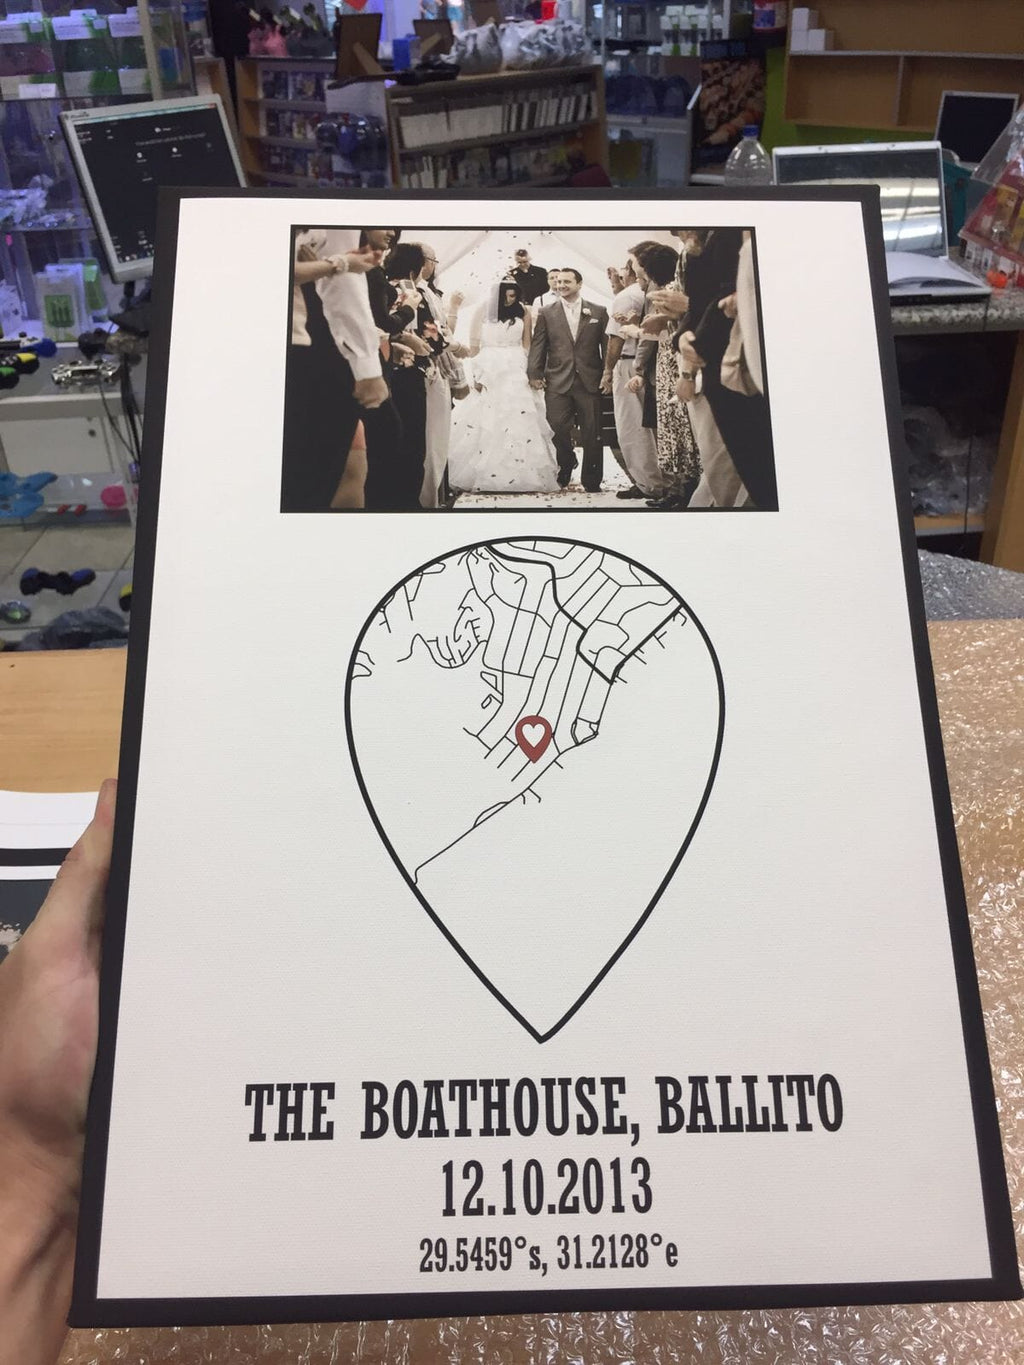 THE BOATHOUSE, BALLITO
12.10.2013
29.5459°s, 31.2128°e